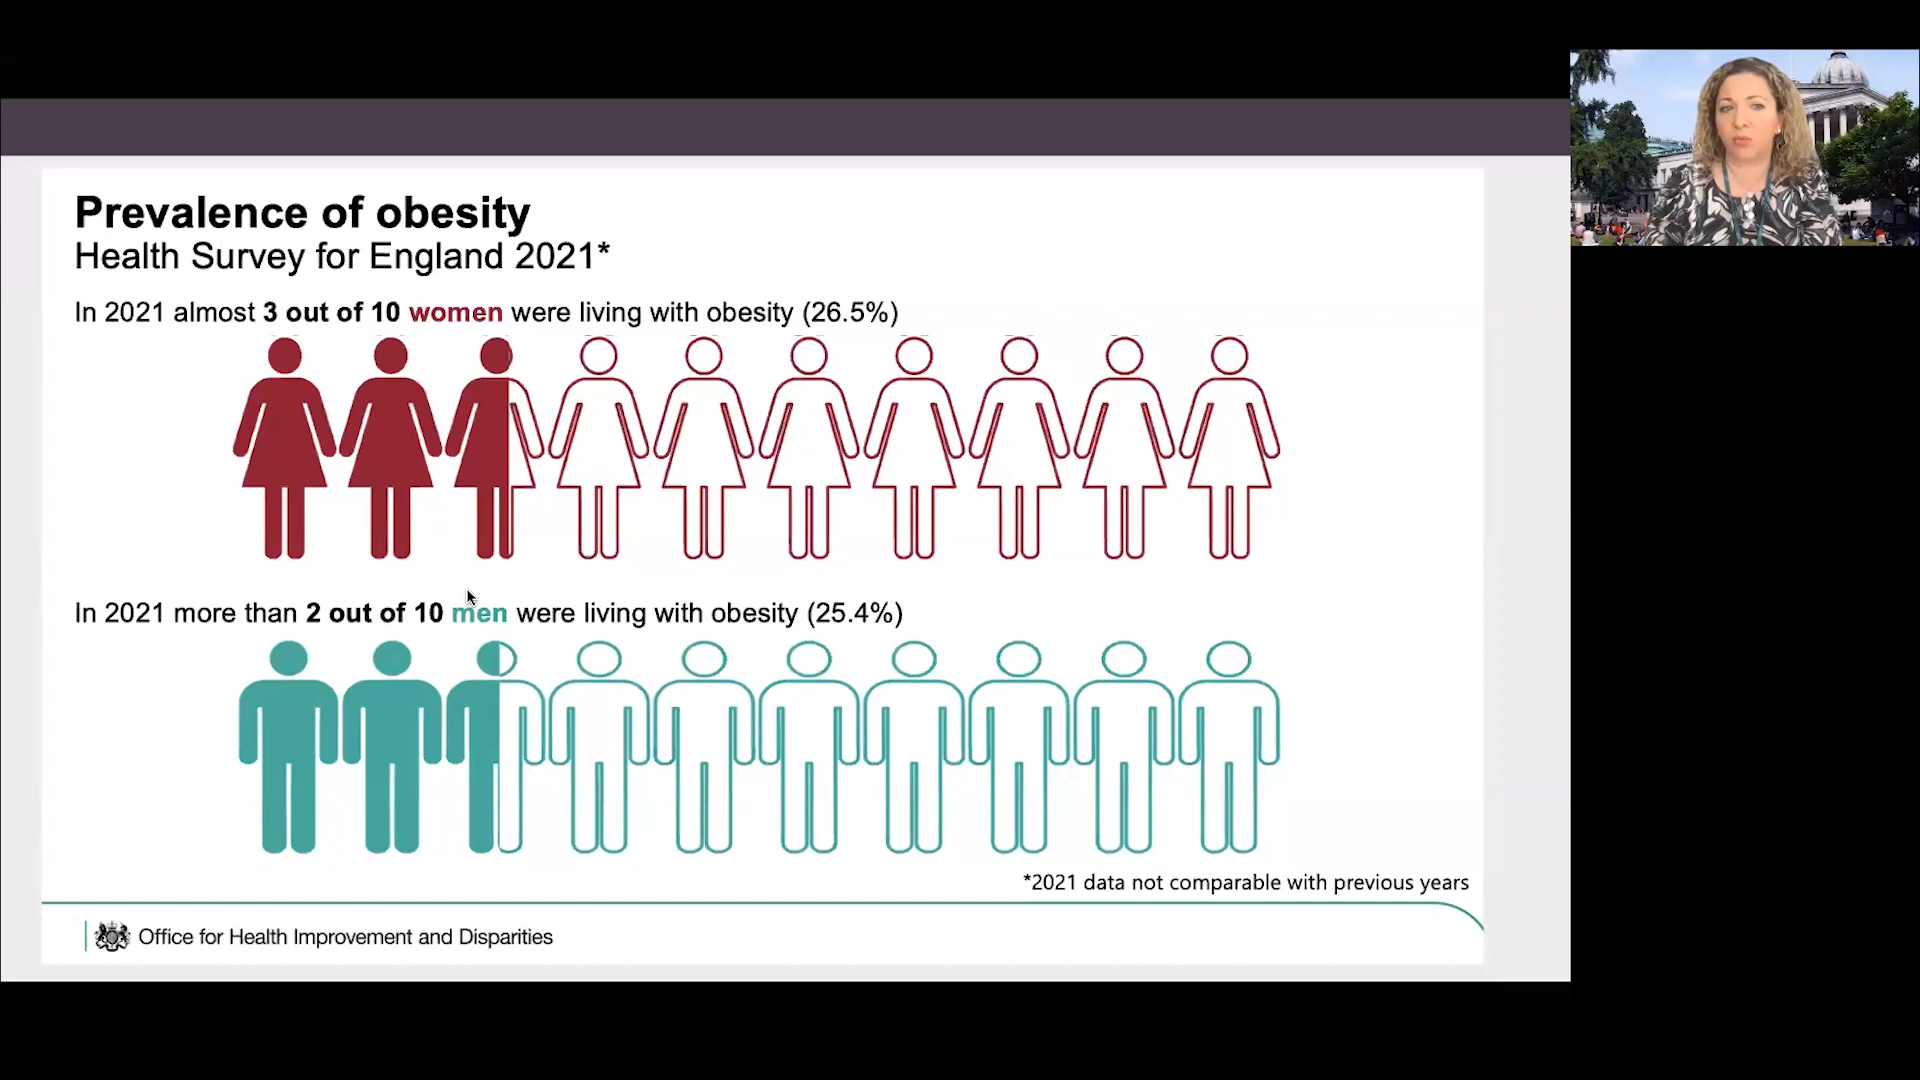 Prevalence of obesity
Health Survey for England 2021*
In 2021 almost 3 out of 10 women were living with obesity (26.5%)
In 2021 more than 2 out of 10 men were living with obesity (25.4%)
*2021 data not comparable with previous years
Office for Health Improvement and Disparities